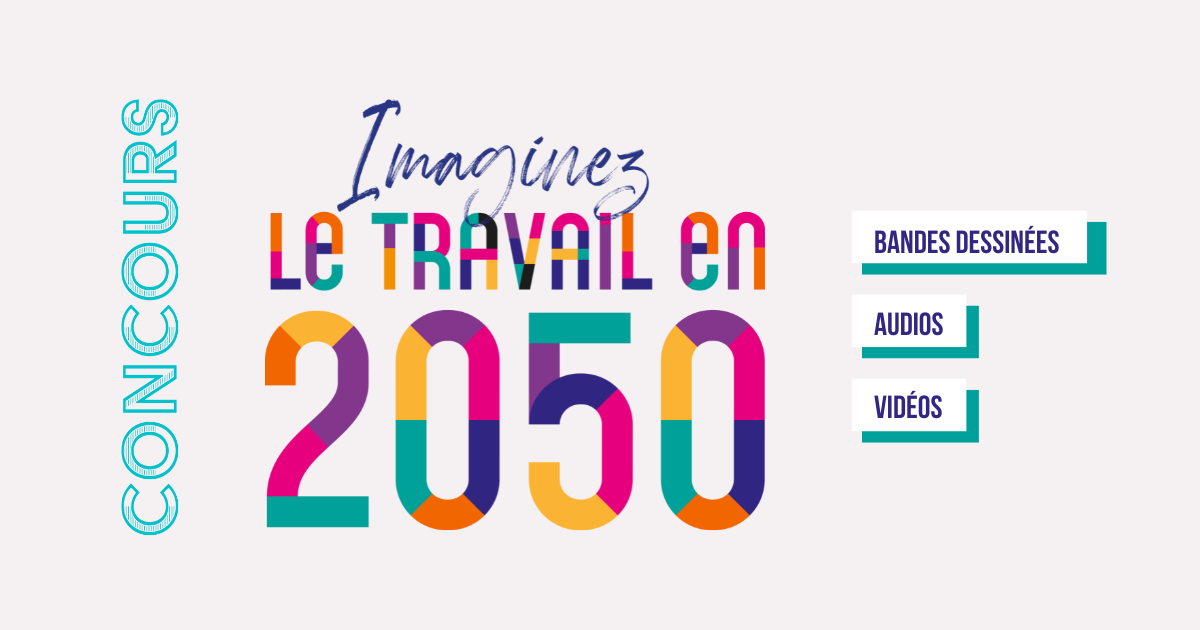 CONCOURS
Imaginez
Le TRAVAIL en
2050
BANDES DESSINÉES
AUDIOS
VIDÉOS